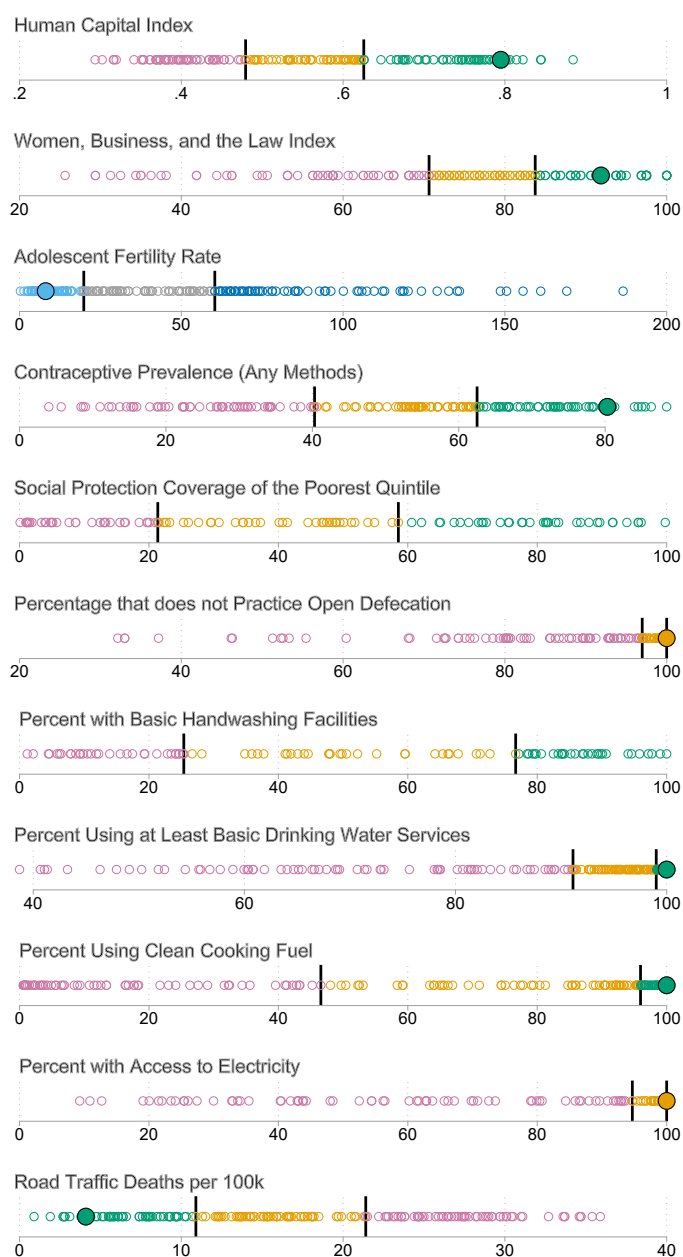 Human Capital Index
.2 .4 .6 .8 1
Women, Business, and the Law Index
20 40 60 80 100
Adolescent Fertility Rate
0 50 100 150 200
Contraceptive Prevalence (Any Methods)
0 20 40 60 80
Social Protection Coverage of the Poorest Quintile
0 20 40 60 80 100
Percentage that does not Practice Open Defecation
20 40 60 80 100
Percent with Basic Handwashing Facilities
0 20 40 60 80 100
Percent Using at Least Basic Drinking Water Services
40 60 80 100
Percent Using Clean Cooking Fuel
0 20 40 60 80 100
Percent with Access to Electricity
0 20 40 60 80 100
Road Traffic Deaths per 100k
0 10 20 30 40